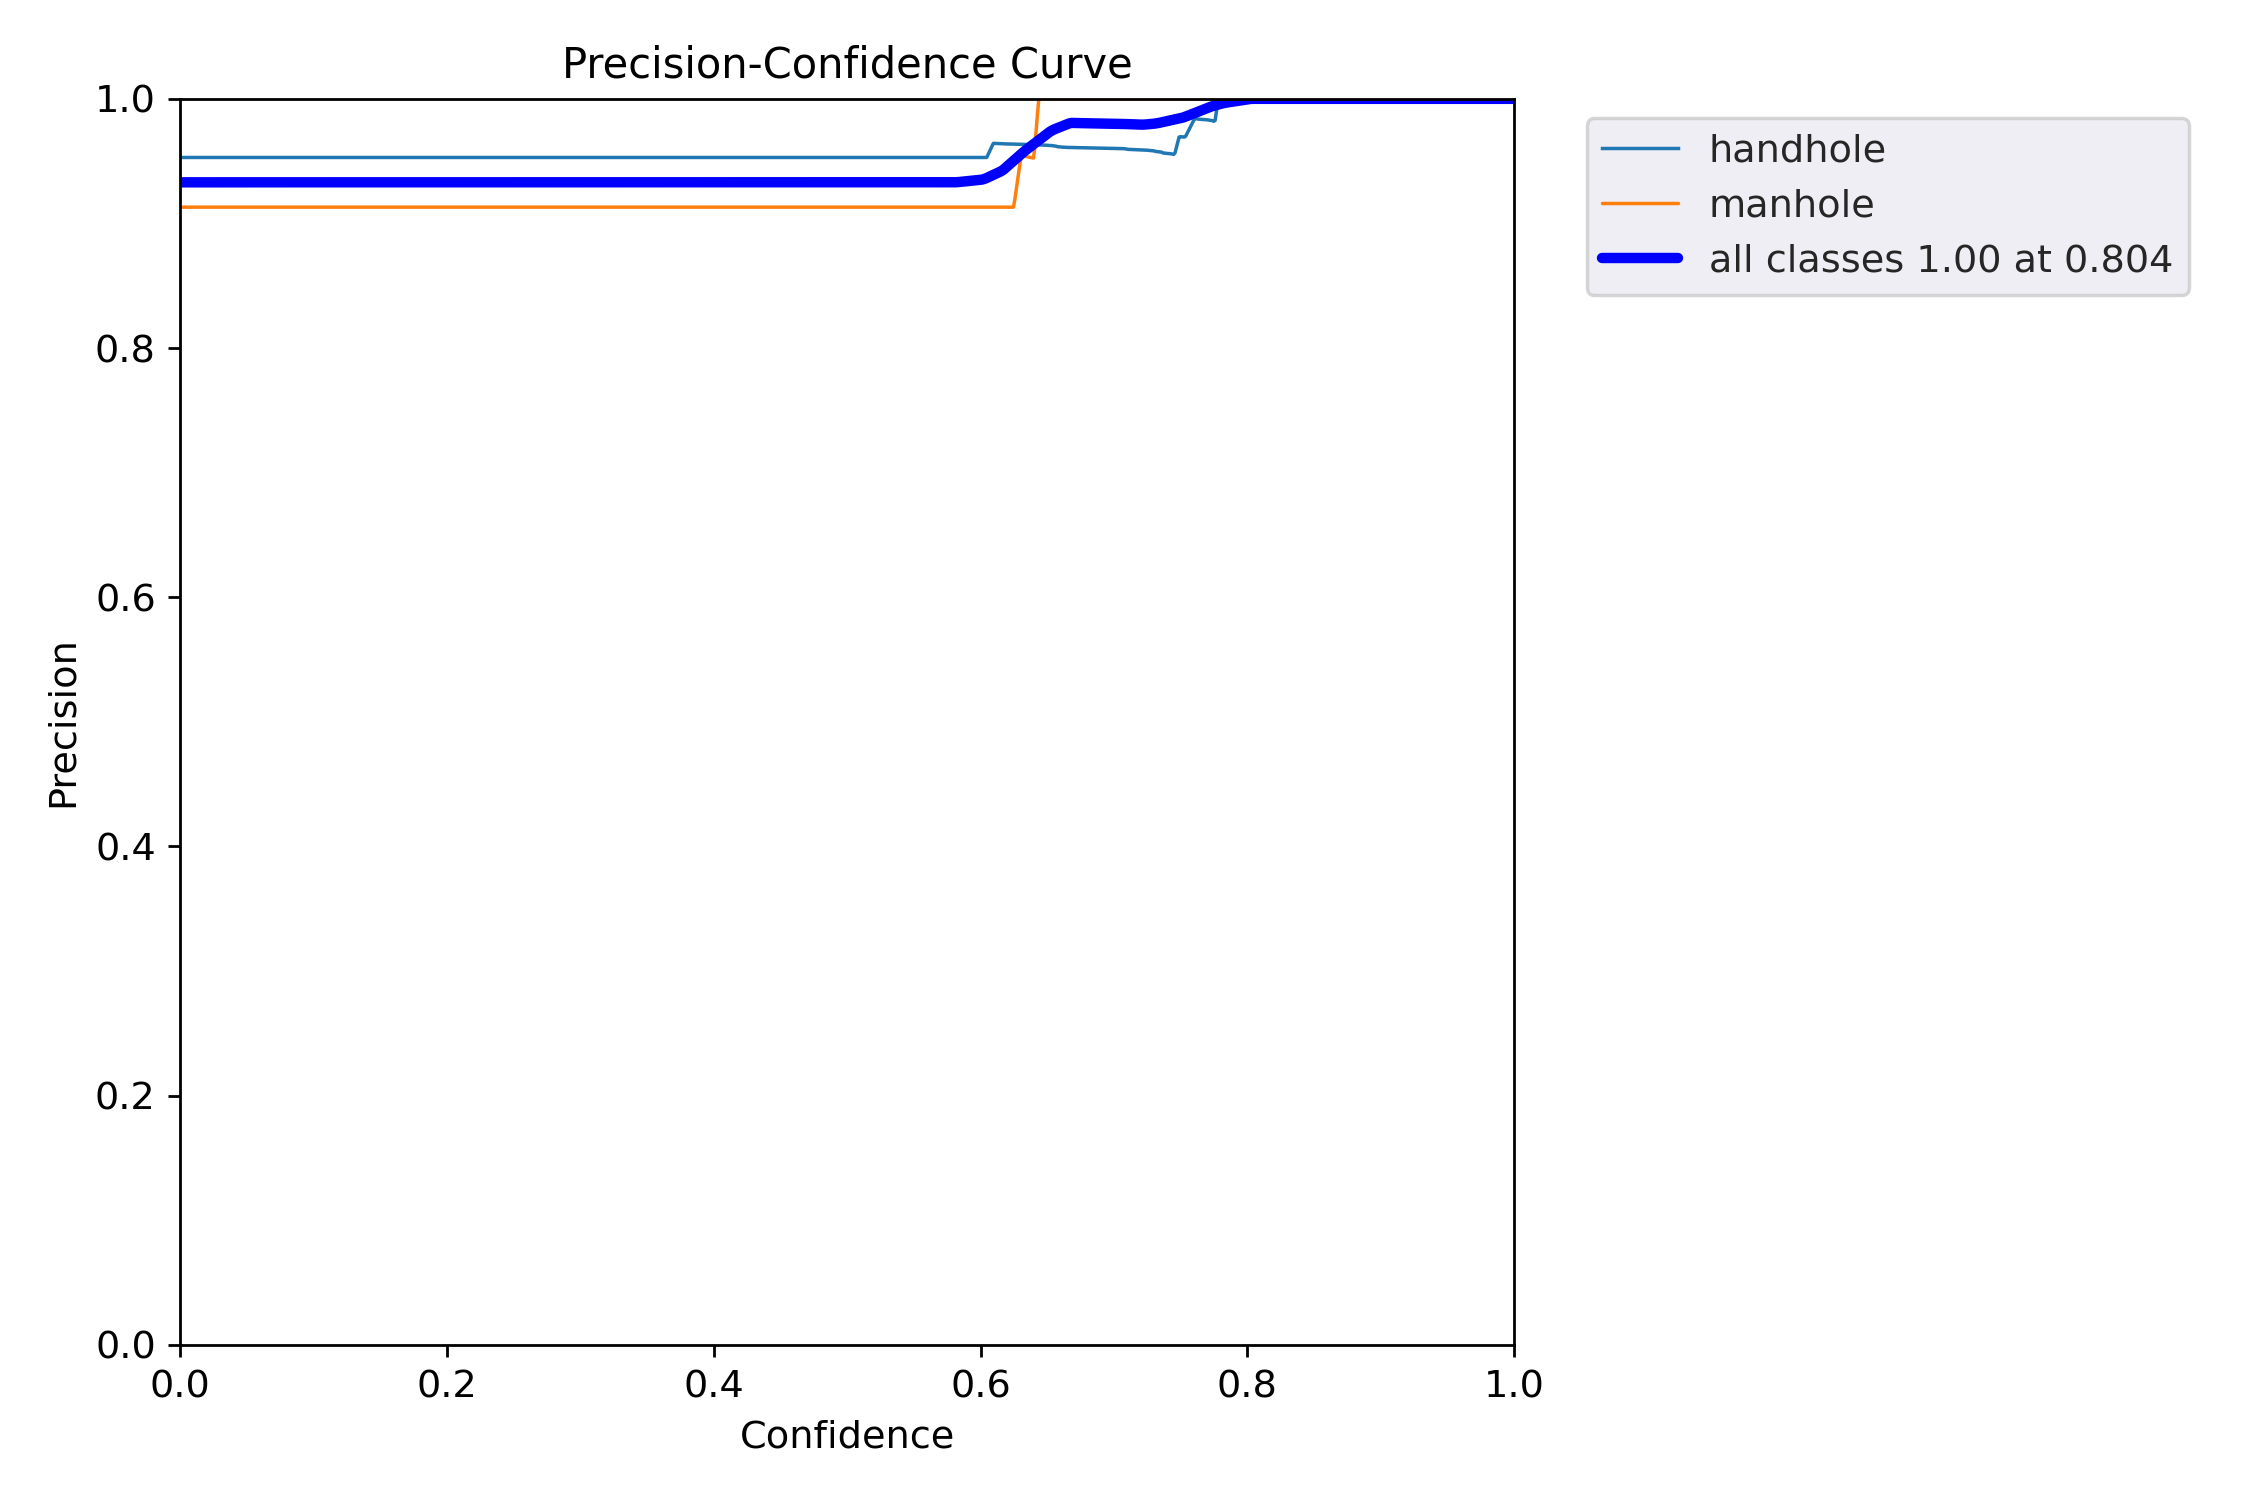 Precision-Confidence Curve
1.0
0.8
0.6
0.4
0.2
0.0
Precision
0.0 0.2 0.4 0.6 0.8 1.0
Confidence
handhole
manhole
all classes 1.00 at 0.804